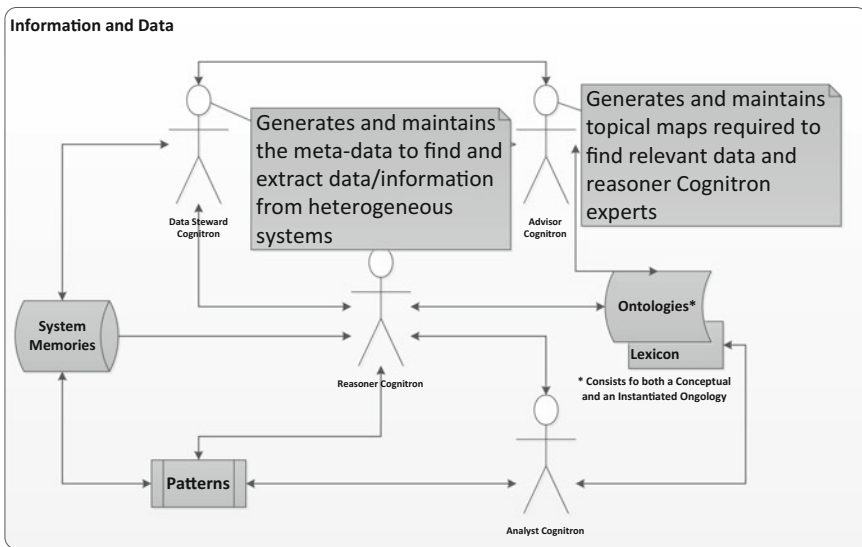 Information and Data
Generates and maintains
the meta-data to find and
extract data/information
from heterogeneous
systems
Generates and maintains
topical maps required to
find relevant data and
reasoner Cognitron
experts
Data Steward
Cognitron
Advisor
Cognitron
System
Memories
Ontologies*
Lexicon
Reasoner Cognitron
* Consists fo both a Conceptual
and an Instantiated Ongology
Patterns
Analyst Cognitron